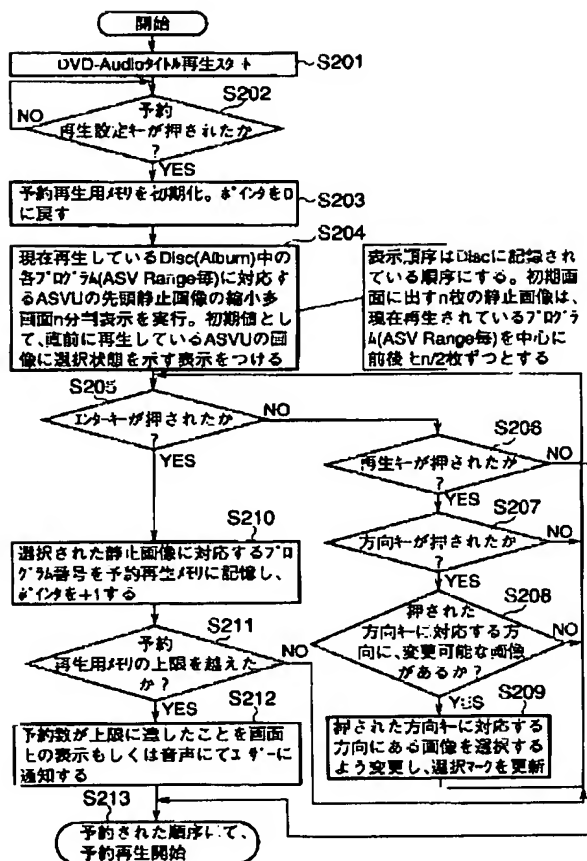 開始
DVD-Audioタイトル再生スタート
S201
S202
予約
再生設定キーが押されたか
?
NO
YES
予約再生用メモリを初期化。ポインタを0
に戻す
S203
S204
現在再生しているDisc(Album)中の
各プログラム(ASV Range毎)に対応す
るASVUの先頭静止画像の縮小多
画面n分割表示を実行。初期値とし
て、直前に再生しているASVUの画
像に選択状態を示す表示をつける
表示順序はDiscに記録され
ている順序にする。初期画
面に出すn枚の静止画像は、
現在再生されているプログラ
ム(ASV Range毎)を中心に
前後 n/2枚ずつとする
S205
エンターキーが押されたか
?
NO
YES
S206
再生キーが押されたか
?
NO
YES
S207
方向キーが押されたか
?
NO
YES
S208
押された
方向キーに対応する方
向に、変更可能な画像
があるか?
NO
YES
S209
押された方向キーに対応する
方向にある画像を選択する
よう変更し、選択マークを更新
S210
選択された静止画像に対応するプロ
グラム番号を予約再生メモリに記憶し、
ポインタを+1する
S211
予約
再生用メモリの上限を越えた
か?
NO
YES
S212
予約数が上限に達したことを画面
上の表示もしくは音声にてユーザーに
通知する
S213
予約された順序にて、
予約再生開始